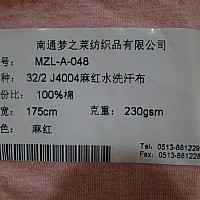 南通梦之莱纺织品有限公司
号: MZL-A-048
种: 32/2 J4004麻红水洗汗布
份比: 100%棉
宽: 175cm 克重: 230gsm
色: 麻红
Tel: 0513-881229
Fax: 0513-881228